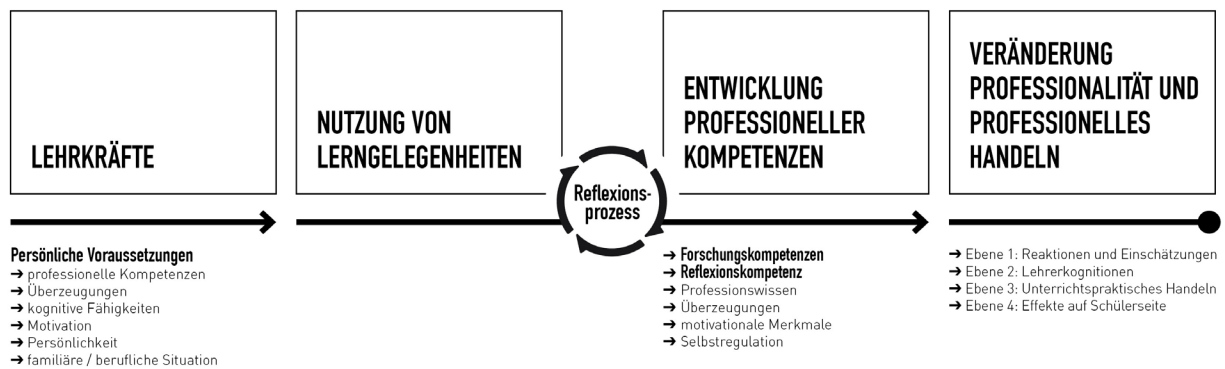 LEHRKRÄFTE
NUTZUNG VON
LERNGELEGENHEITEN
Reflexions-
prozess
ENTWICKLUNG
PROFESSIONELLER
KOMPETENZEN
VERÄNDERUNG
PROFESSIONALITÄT UND
PROFESSIONELLES
HANDELN
Persönliche Voraussetzungen
➔ professionelle Kompetenzen
➔ Überzeugungen
➔ kognitive Fähigkeiten
➔ Motivation
➔ Persönlichkeit
➔ familiäre / berufliche Situation
➔ Forschungskompetenzen
➔ Reflexionskompetenz
➔ Professionswissen
➔ Überzeugungen
➔ motivationale Merkmale
➔ Selbstregulation
➔ Ebene 1: Reaktionen und Einschätzungen
➔ Ebene 2: Lehrerkognitionen
➔ Ebene 3: Unterrichtspraktisches Handeln
➔ Ebene 4: Effekte auf Schülerseite